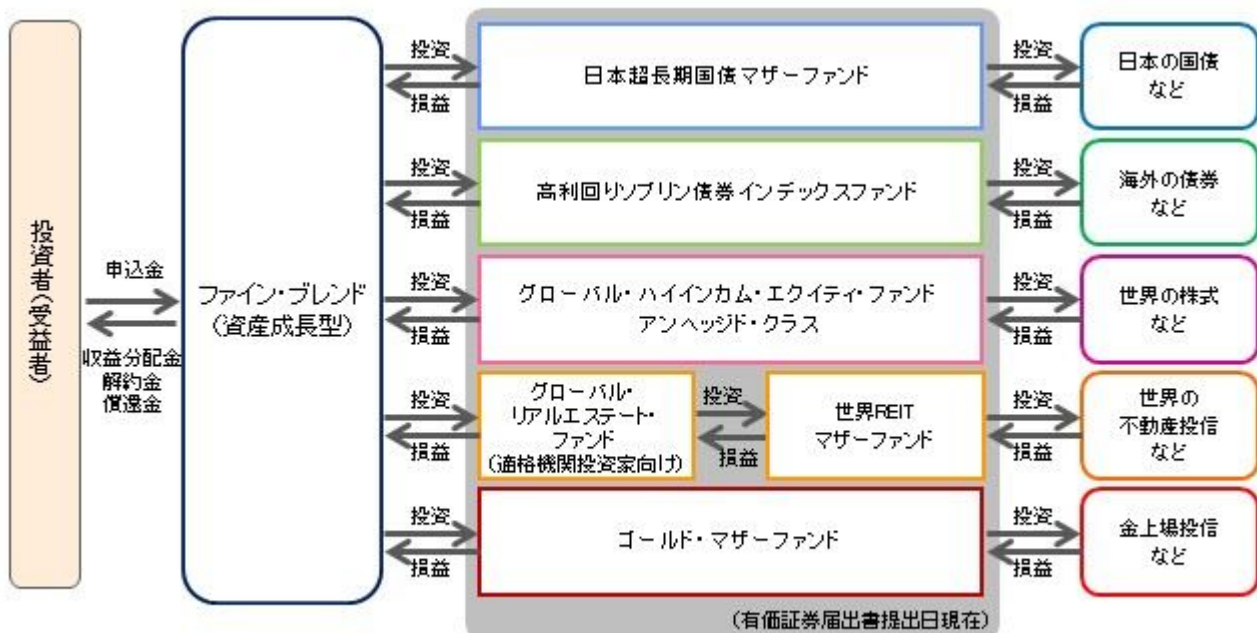 投資者(受益者)
申込金
収益分配金
解約金
償還金
ファイン・ブレンド
(資産成長型)
投資
損益
日本超長期国債マザーファンド
投資
損益
日本の国債
など
投資
損益
高利回りソブリン債券インデックスファンド
投資
損益
海外の債券
など
投資
損益
グローバル・ハイインカム・エクイティ・ファンド
アンヘッジド・クラス
投資
損益
世界の株式
など
投資
損益
グローバル・
リアルエステート・
ファンド
(適格機関投資家向け)
投資
損益
世界REIT
マザーファンド
投資
損益
世界の
不動産投信
など
投資
損益
ゴールド・マザーファンド
投資
損益
金上場投信
など
(有価証券届出書提出日現在)